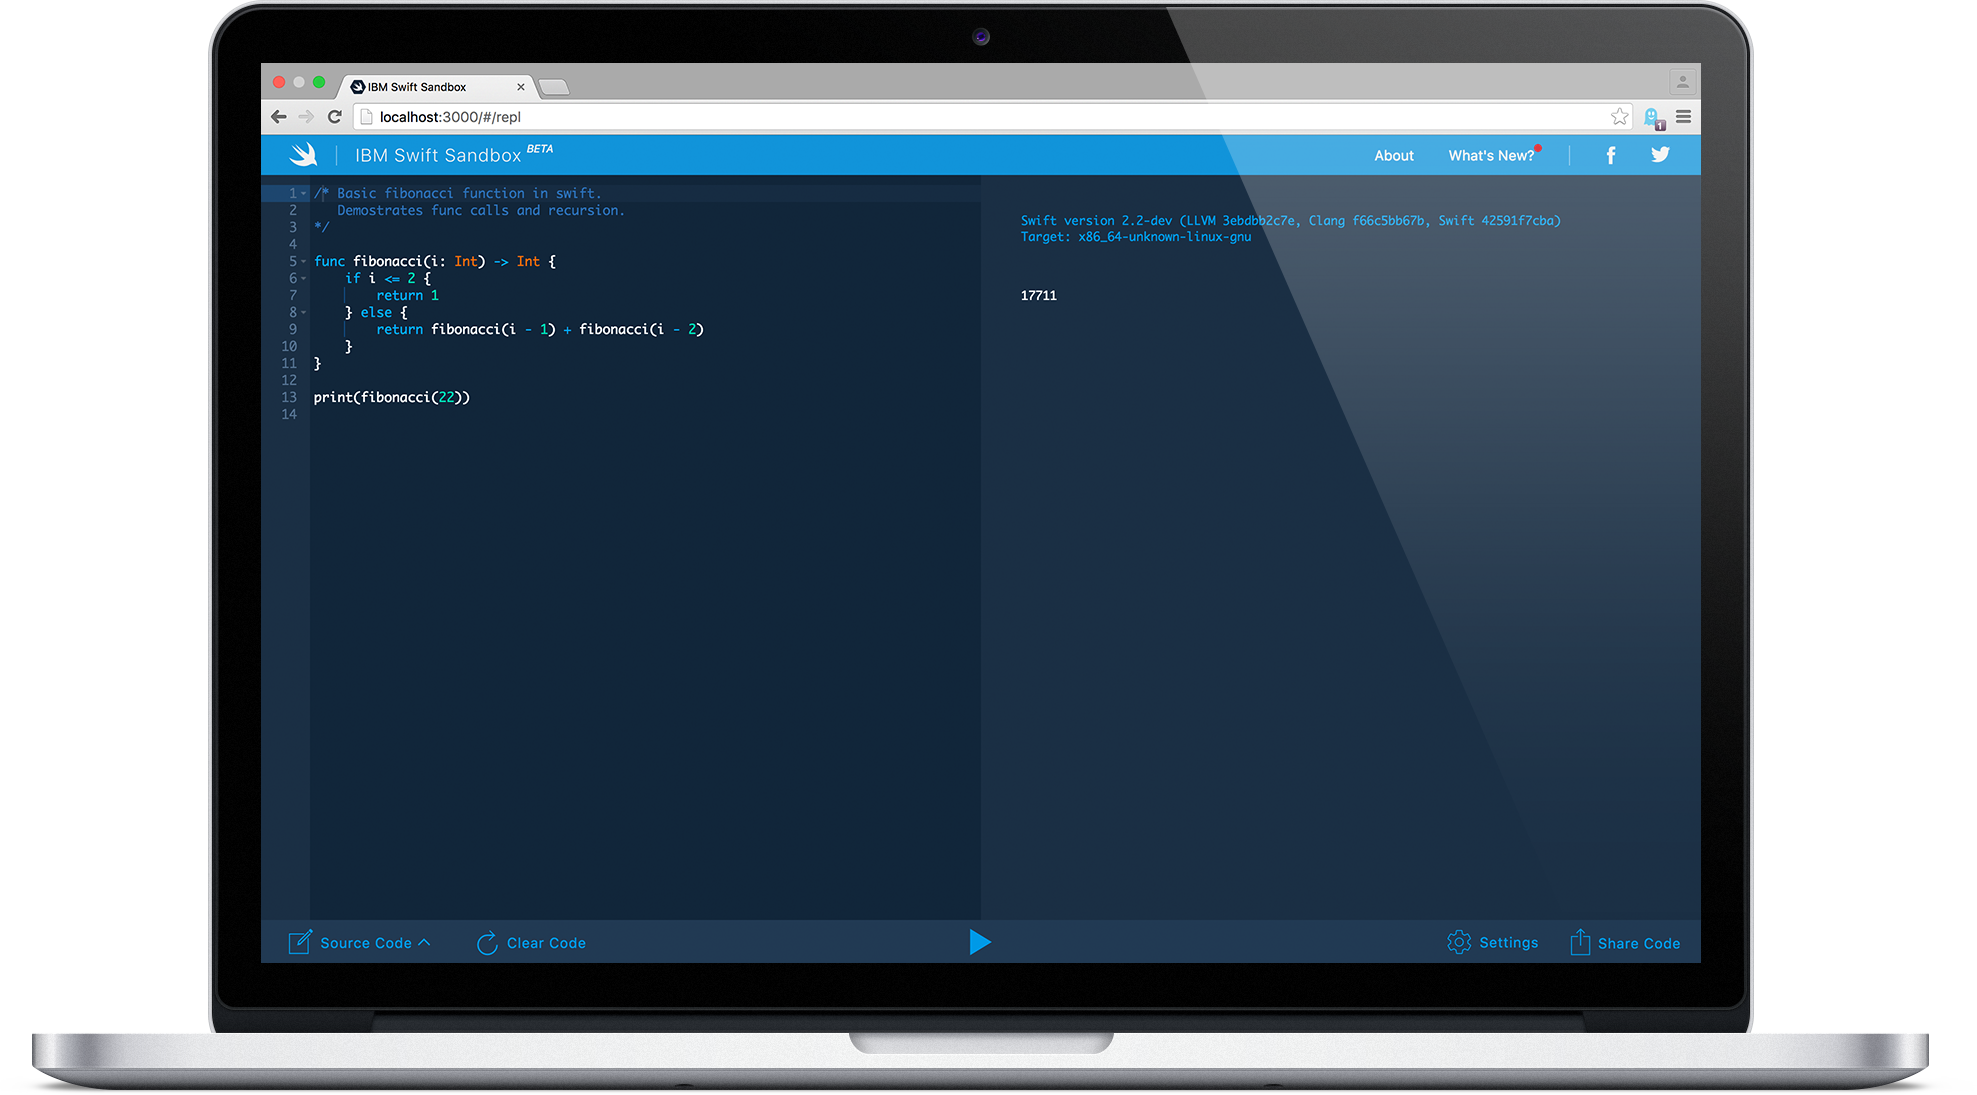 IBM Swift Sandbox
localhost:3000/#/repl
IBM Swift Sandbox BETA
About
What's New?
1 /* Basic fibonacci function in swift.
2 Demostrates func calls and recursion.
3 */
4
5 func fibonacci(i: Int) -> Int {
6 if i <= 2 {
7 return 1
8 } else {
9 return fibonacci(i - 1) + fibonacci(i - 2)
10 }
11 }
12
13 print(fibonacci(22))
14
Swift version 2.2-dev (LLVM 3ebdbb2c7e, Clang f66c5bb67b, Swift 42591f7cba)
Target: x86_64-unknown-linux-gnu
17711
Source Code
Clear Code
Settings
Share Code
1